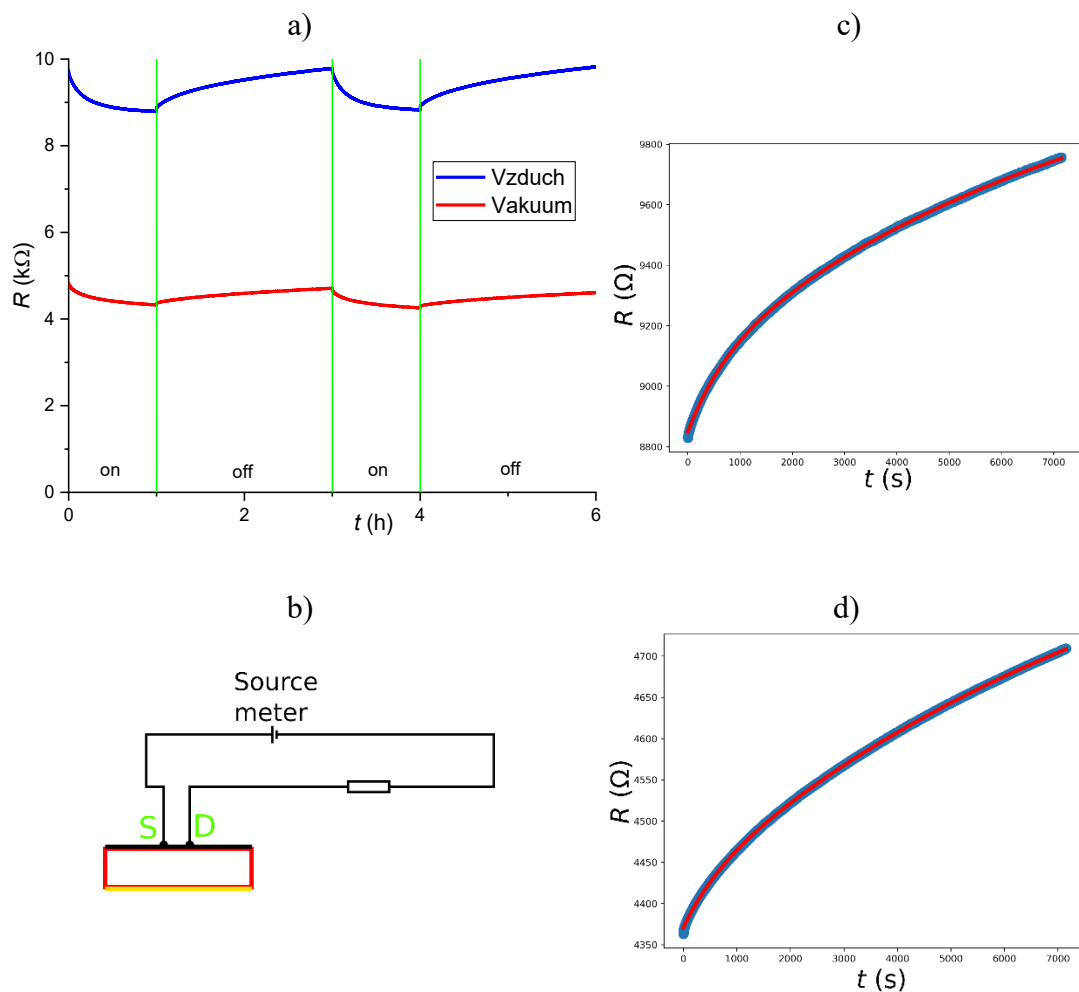 a)
10
8
6
4
2
0
R (kΩ)
Vzduch
Vakuum
on
off
on
off
0
2
4
6
t (h)
b)
Source
meter
S
D
c)
9800
9600
9400
9200
9000
8800
R (Ω)
0
1000
2000
3000
4000
5000
6000
7000
t (s)
d)
4700
4650
4600
4550
4500
4450
4400
4350
R (Ω)
0
1000
2000
3000
4000
5000
6000
7000
t (s)